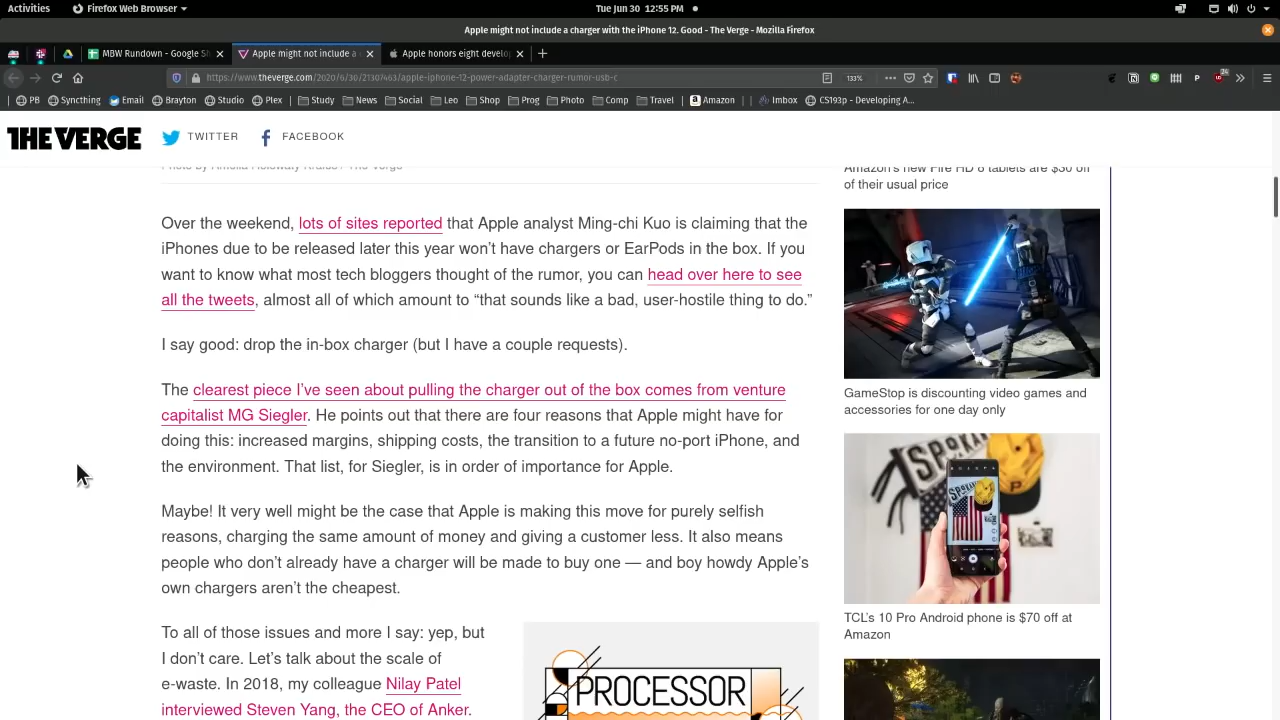 Activities
Firefox Web Browser
Tue Jun 30 12:55 PM
Apple might not include a charger with the iPhone 12. Good - The Verge - Mozilla Firefox
MBW Rundown - Google Sh
Apple might not include a
Apple honors eight develo
https://www.theverge.com/2020/6/30/21307463/apple-iphone-12-power-adapter-charger-rumor-usb-c
133%
24
PB
Syncthing
Email
Brayton
Studio
Plex
Study
News
Social
Leo
Shop
Prog
Photo
Comp
Travel
Amazon
Imbox
CS193p - Developing A...
THE VERGE
TWITTER
FACEBOOK
Over the weekend, lots of sites reported that Apple analyst Ming-chi Kuo is claiming that the
iPhones due to be released later this year won’t have chargers or EarPods in the box. If you
want to know what most tech bloggers thought of the rumor, you can head over here to see
all the tweets, almost all of which amount to “that sounds like a bad, user-hostile thing to do.”
I say good: drop the in-box charger (but I have a couple requests).
The clearest piece I’ve seen about pulling the charger out of the box comes from venture
capitalist MG Siegler. He points out that there are four reasons that Apple might have for
doing this: increased margins, shipping costs, the transition to a future no-port iPhone, and
the environment. That list, for Siegler, is in order of importance for Apple.
Maybe! It very well might be the case that Apple is making this move for purely selfish
reasons, charging the same amount of money and giving a customer less. It also means
people who don’t already have a charger will be made to buy one — and boy howdy Apple’s
own chargers aren’t the cheapest.
To all of those issues and more I say: yep, but
I don’t care. Let’s talk about the scale of
e-waste. In 2018, my colleague Nilay Patel
interviewed Steven Yang, the CEO of Anker.
PROCESSOR
Amazon’s new Fire HD 8 tablets are $30 off
of their usual price
GameStop is discounting video games and
accessories for one day only
SPOKANE
TCL’s 10 Pro Android phone is $70 off at
Amazon